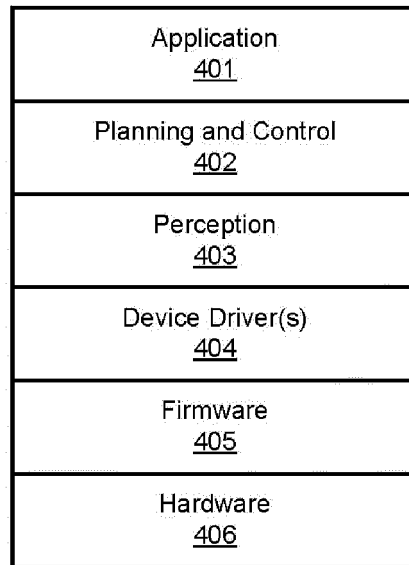 Application
401
Planning and Control
402
Perception
403
Device Driver(s)
404
Firmware
405
Hardware
406